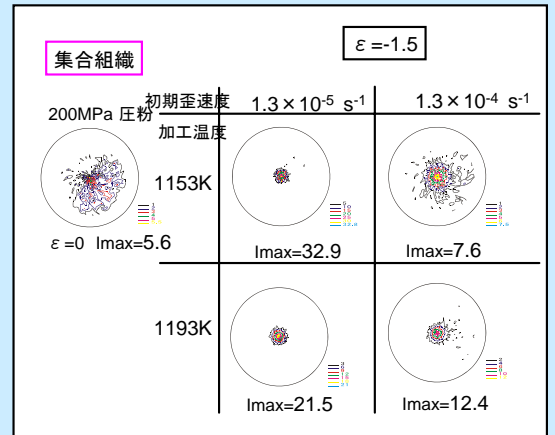 ε=-1.5
集合組織
初期歪速度
1.3×10-5 s-1
1.3×10-4 s-1
200MPa 圧粉
加工温度
1153K
ε=0 Imax=5.6
Imax=32.9
Imax=7.6
1193K
Imax=21.5
Imax=12.4